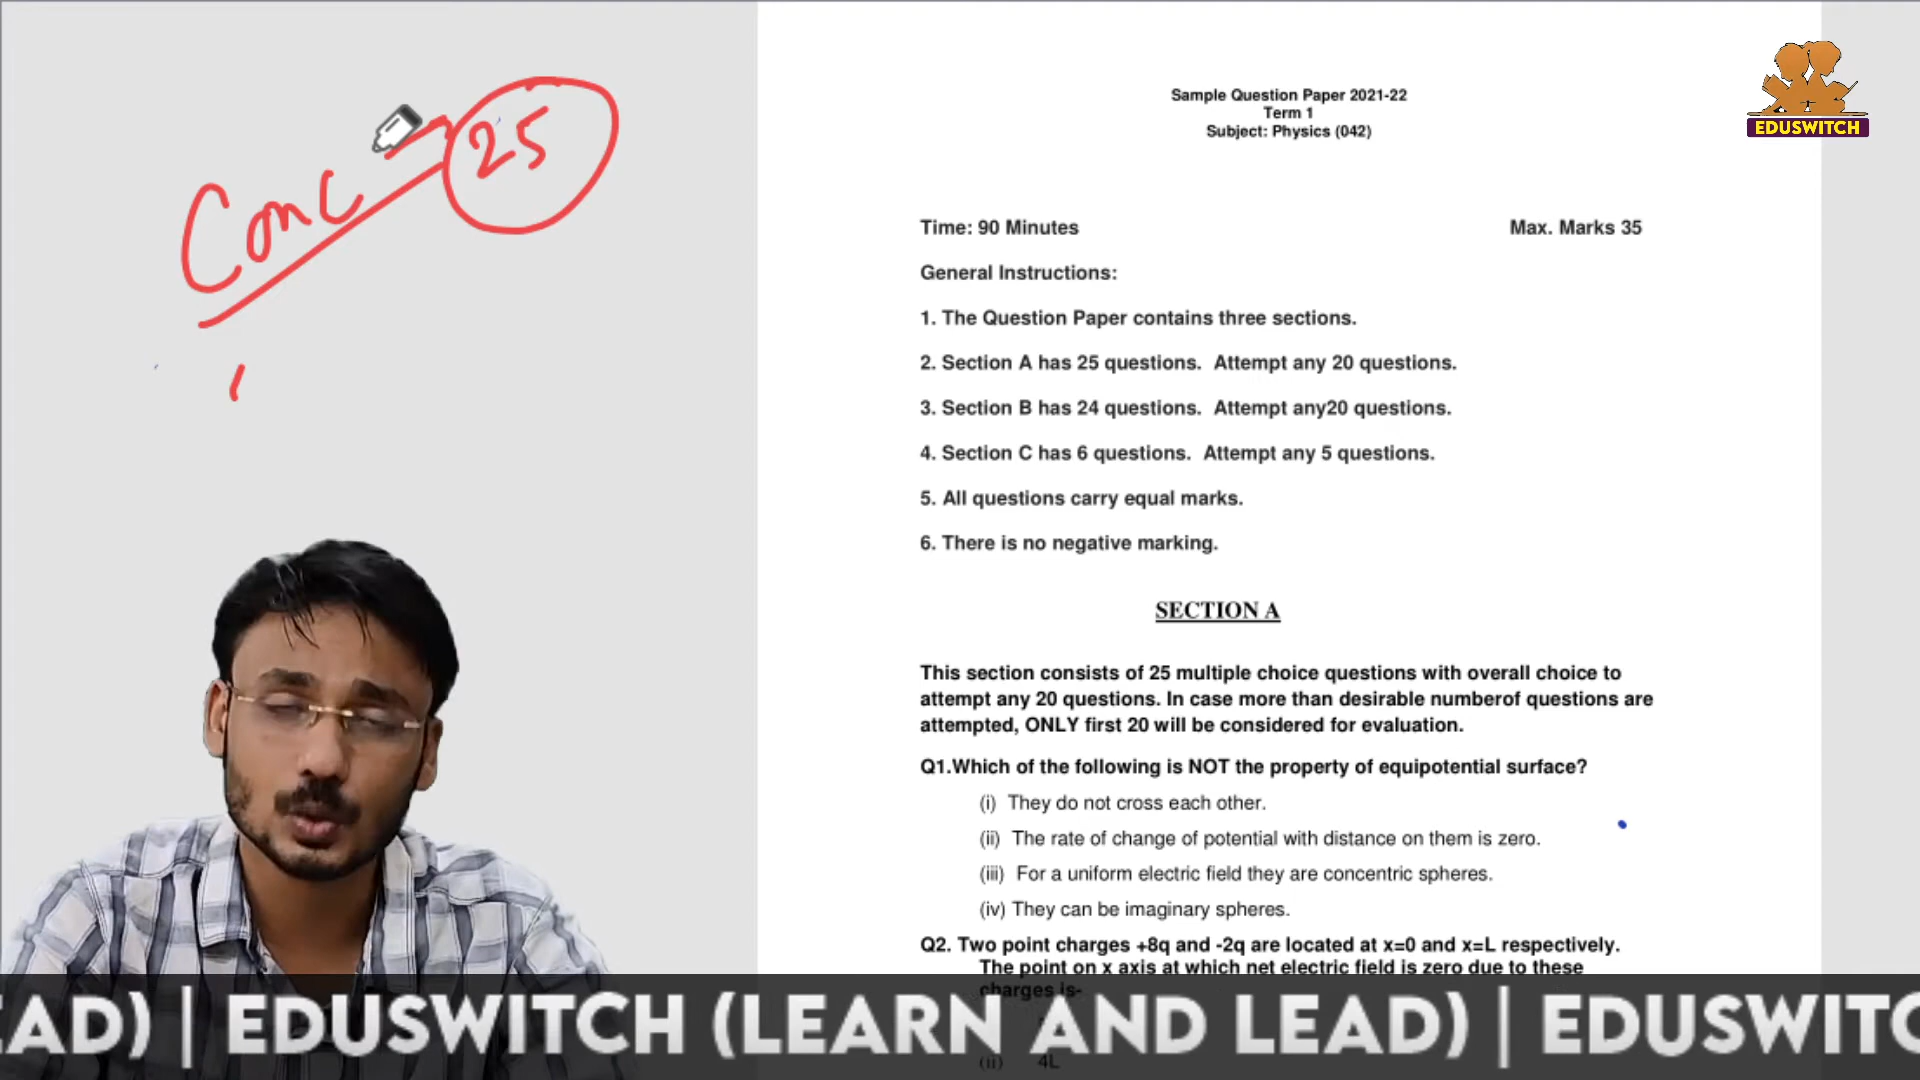 Conc
25
EDUSWITCH
Sample Question Paper 2021-22
Term 1
Subject: Physics (042)
Time: 90 Minutes Max. Marks 35
General Instructions:
1. The Question Paper contains three sections.
2. Section A has 25 questions. Attempt any 20 questions.
3. Section B has 24 questions. Attempt any20 questions.
4. Section C has 6 questions. Attempt any 5 questions.
5. All questions carry equal marks.
6. There is no negative marking.
SECTION A
This section consists of 25 multiple choice questions with overall choice to
attempt any 20 questions. In case more than desirable numberof questions are
attempted, ONLY first 20 will be considered for evaluation.
Q1.Which of the following is NOT the property of equipotential surface?
(i) They do not cross each other.
(ii) The rate of change of potential with distance on them is zero.
(iii) For a uniform electric field they are concentric spheres.
(iv) They can be imaginary spheres.
Q2. Two point charges +8q and -2q are located at x=0 and x=L respectively.
The point on x axis at which net electric field is zero due to these
charges is-
(ii) 4L
EAD) | EDUSWITCH (LEARN AND LEAD) | EDUSWITC